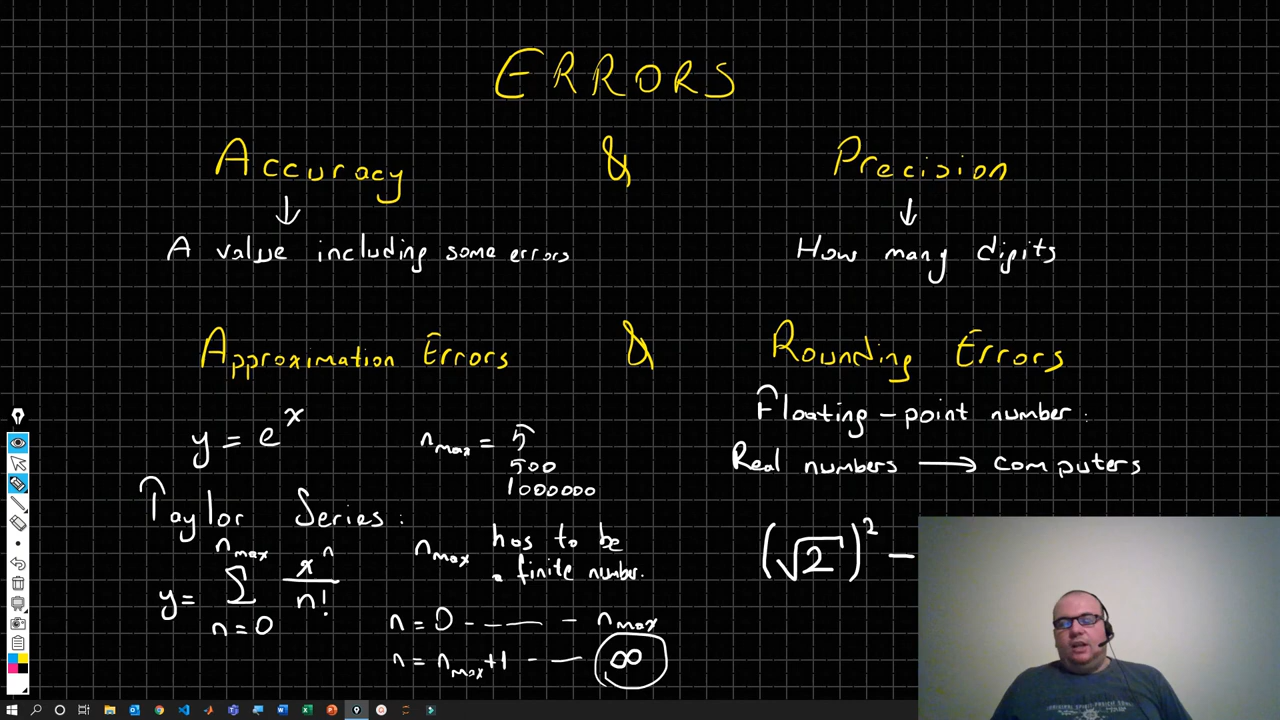 ERRORS
Accuracy & Precision
↓ ↓
A value including some errors
How many digits
Approximation Errors & Rounding Errors
y = e^x
Taylor Series:
y = Σ_{n=0}^{n_max} x^n / n!
n_max = 5
500
1000000
n_max has to be
a finite number.
n = 0 - — — - n_max
n = n_max+1 - — ∞
Floating-point number:
Real numbers → computers
(√2)² −